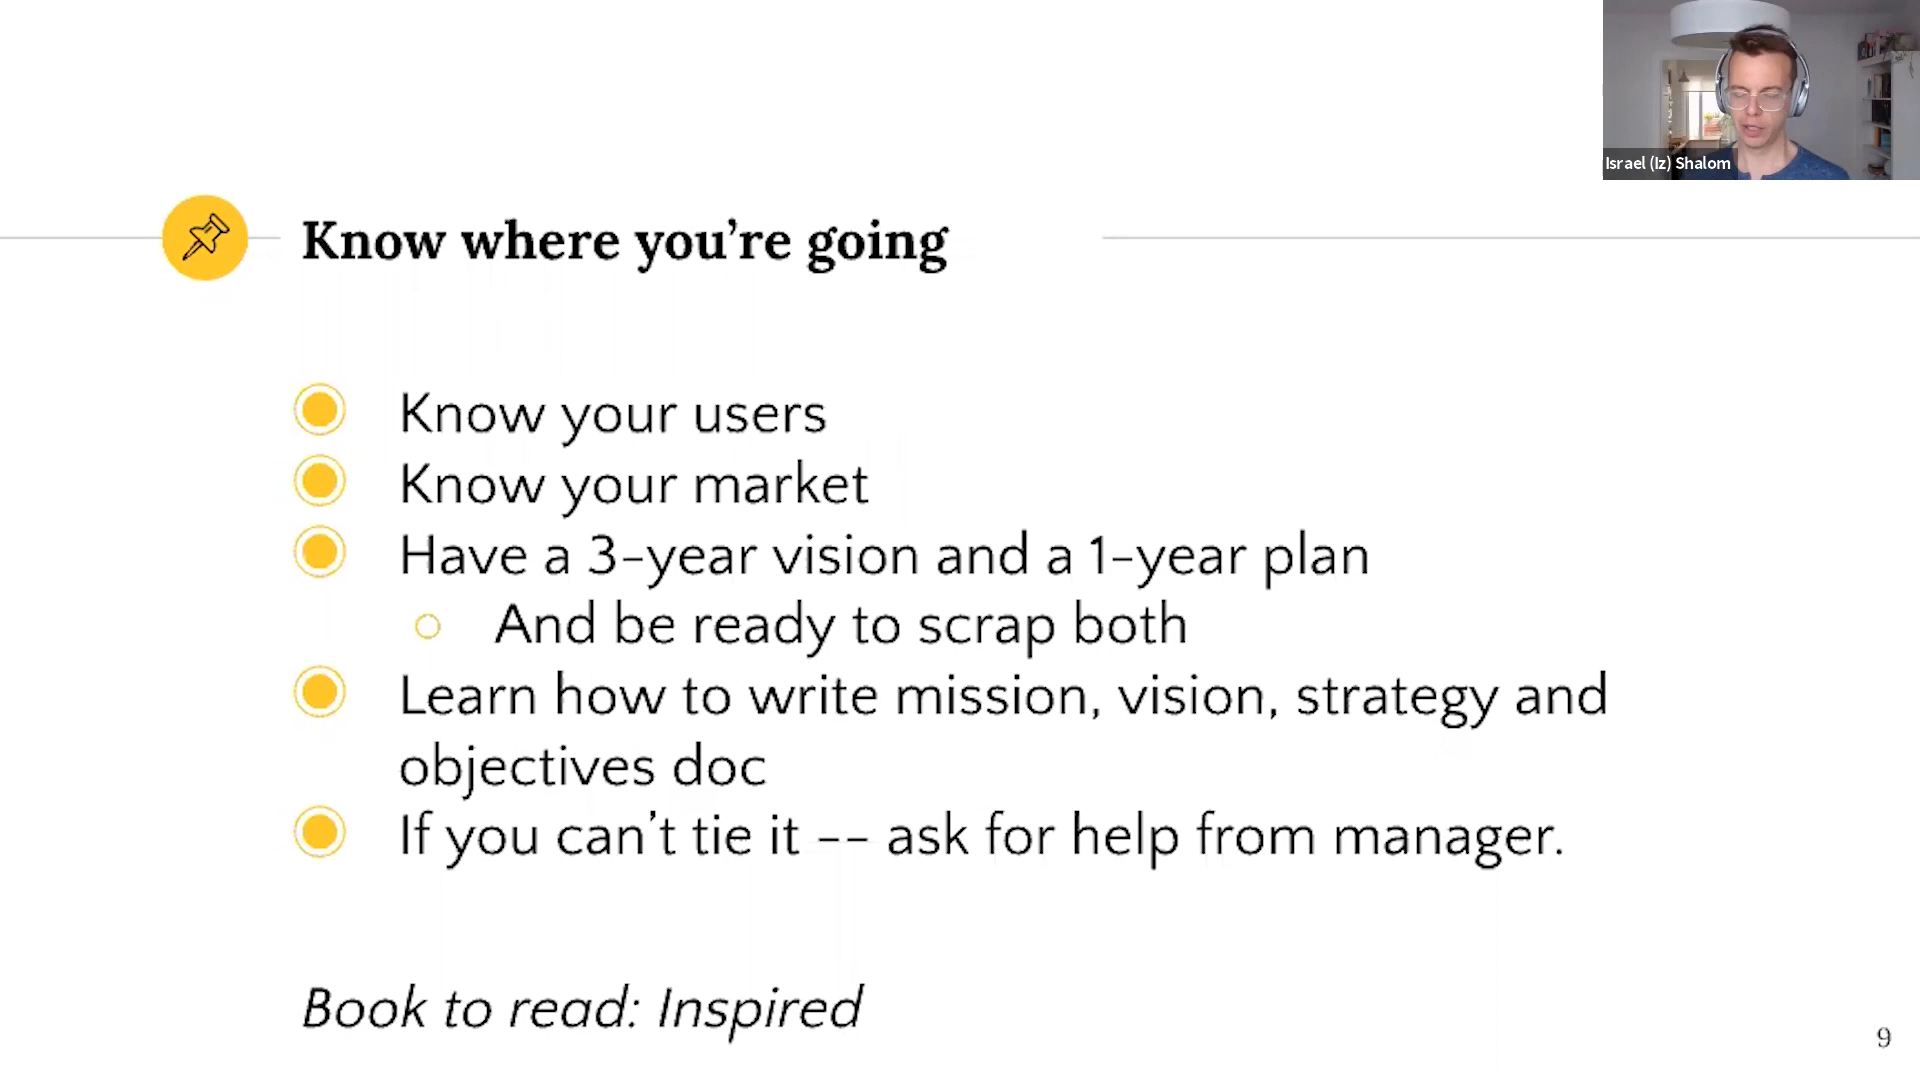 Israel (Iz) Shalom
Know where you're going
Know your users
Know your market
Have a 3-year vision and a 1-year plan
And be ready to scrap both
Learn how to write mission, vision, strategy and
objectives doc
If you can't tie it -- ask for help from manager.
Book to read: Inspired
9